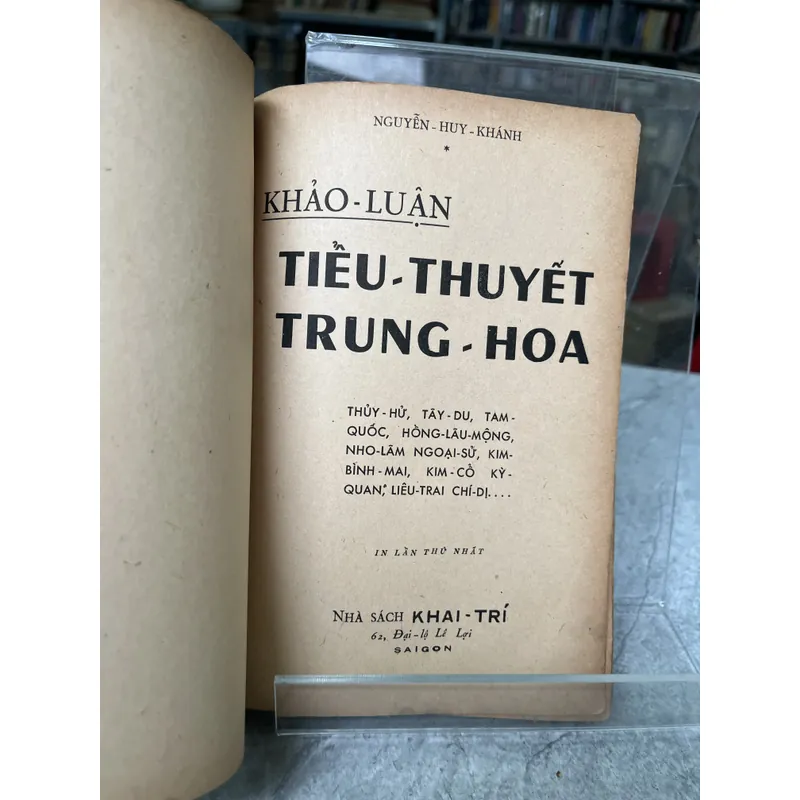 NGUYỄN-HUY-KHÁNH
*
KHẢO-LUẬN
TIỂU-THUYẾT
TRUNG-HOA
THỦY-HỬ, TÂY-DU, TAM-
QUỐC, HỒNG-LÂU-MỘNG,
NHO-LÂM NGOẠI-SỬ, KIM-
BÌNH-MAI, KIM-CỔ KỲ-
QUAN, LIÊU-TRAI CHÍ-DỊ....
IN LẦN THỨ NHẤT
NHÀ SÁCH KHAI-TRÍ
62, Đại-lộ Lê Lợi
SAIGON